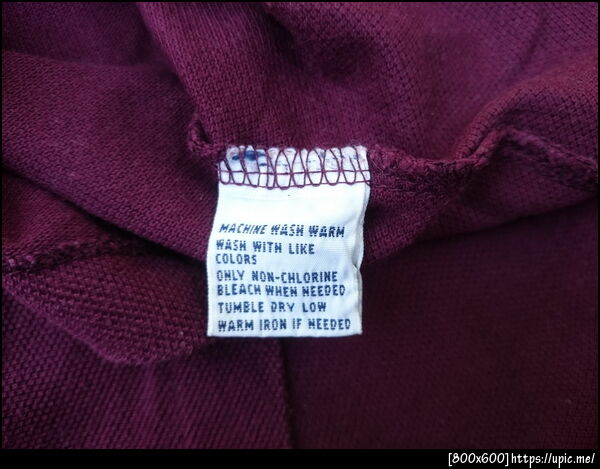 MACHINE WASH WARM
WASH WITH LIKE
COLORS
ONLY NON-CHLORINE
BLEACH WHEN NEEDED
TUMBLE DRY LOW
WARM IRON IF NEEDED
[800x600]https://upic.me/